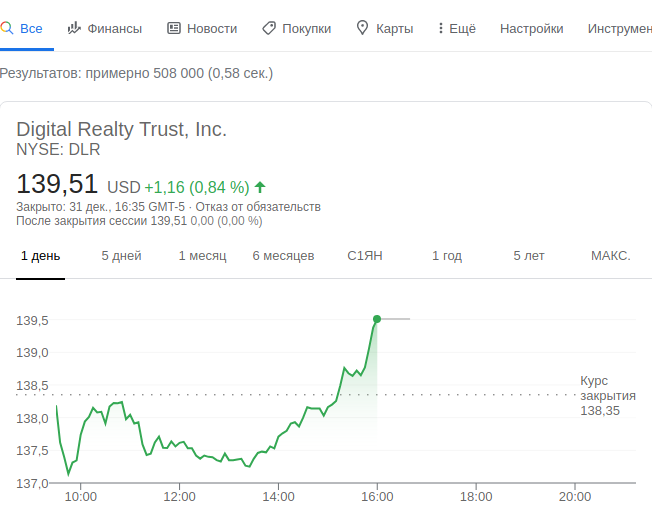 Все Финансы Новости Покупки Карты Ещё Настройки Инструмен
Результатов: примерно 508 000 (0,58 сек.)
Digital Realty Trust, Inc.
NYSE: DLR
139,51 USD +1,16 (0,84 %)
Закрыто: 31 дек., 16:35 GMT-5 · Отказ от обязательств
После закрытия сессии 139,51 0,00 (0,00 %)
1 день 5 дней 1 месяц 6 месяцев С1ЯН 1 год 5 лет МАКС.
139,5
139,0
138,5
138,0
137,5
137,0
Курс
закрытия
138,35
10:00 12:00 14:00 16:00 18:00 20:00